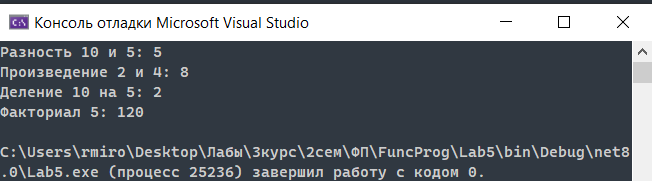 Консоль отладки Microsoft Visual Studio
Разность 10 и 5: 5
Произведение 2 и 4: 8
Деление 10 на 5: 2
Факториал 5: 120
C:\Users\rmiro\Desktop\Лабы\3курс\2сем\ФП\FuncProg\Lab5\bin\Debug\net8
.0\Lab5.exe (процесс 25236) завершил работу с кодом 0.